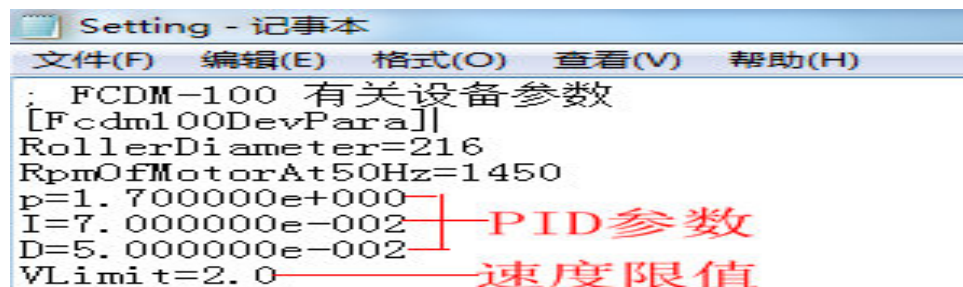 Setting - 记事本
文件(F) 编辑(E) 格式(O) 查看(V) 帮助(H)
; FCDM-100 有关设备参数
[Fcdm100DevPara]
RollerDiameter=216
RpmOfMotorAt50Hz=1450
p=1.700000e+000
I=7.000000e-002 PID参数
D=5.000000e-002
VLimit=2.0 速度限值